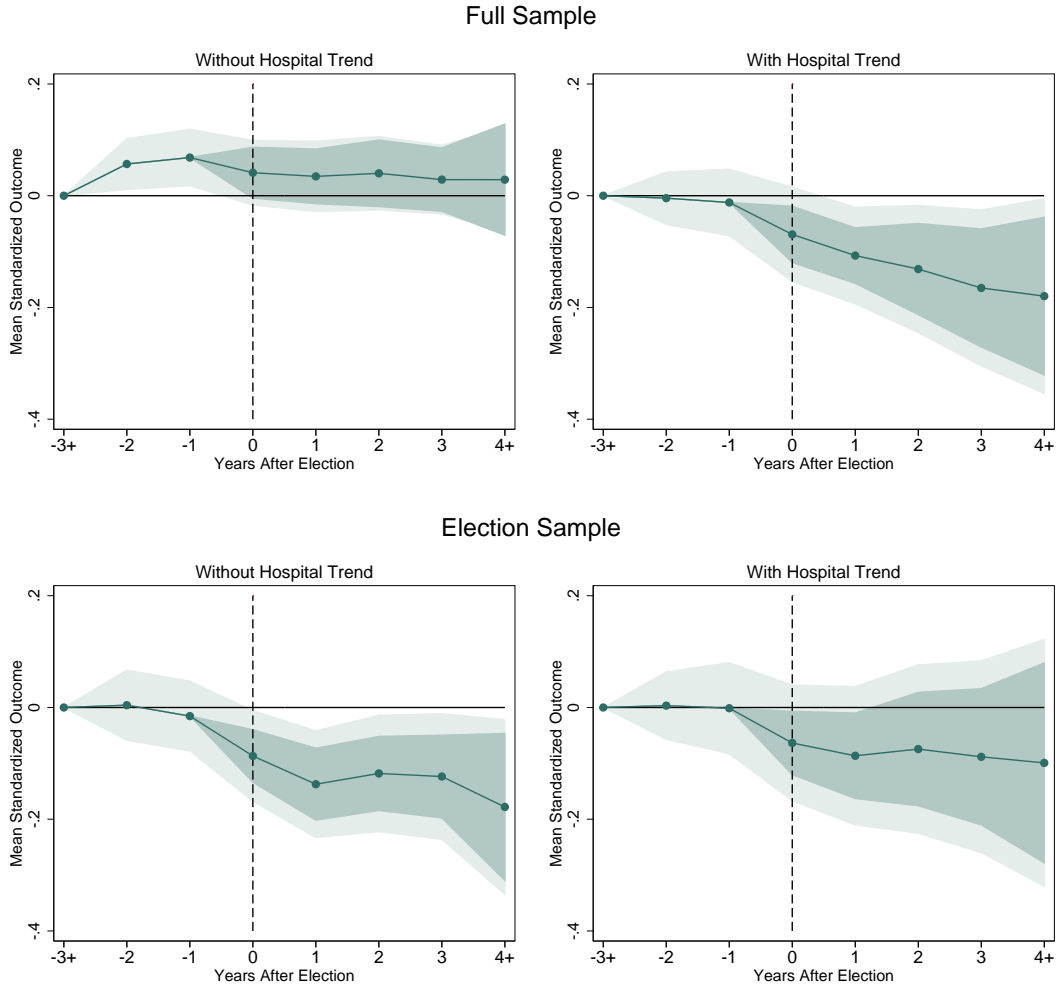 Full Sample
Without Hospital Trend
Mean Standardized Outcome
.2
0
-.2
-.4
-3+ -2 -1 0 1 2 3 4+
Years After Election
With Hospital Trend
Mean Standardized Outcome
.2
0
-.2
-.4
-3+ -2 -1 0 1 2 3 4+
Years After Election
Election Sample
Without Hospital Trend
Mean Standardized Outcome
.2
0
-.2
-.4
-3+ -2 -1 0 1 2 3 4+
Years After Election
With Hospital Trend
Mean Standardized Outcome
.2
0
-.2
-.4
-3+ -2 -1 0 1 2 3 4+
Years After Election